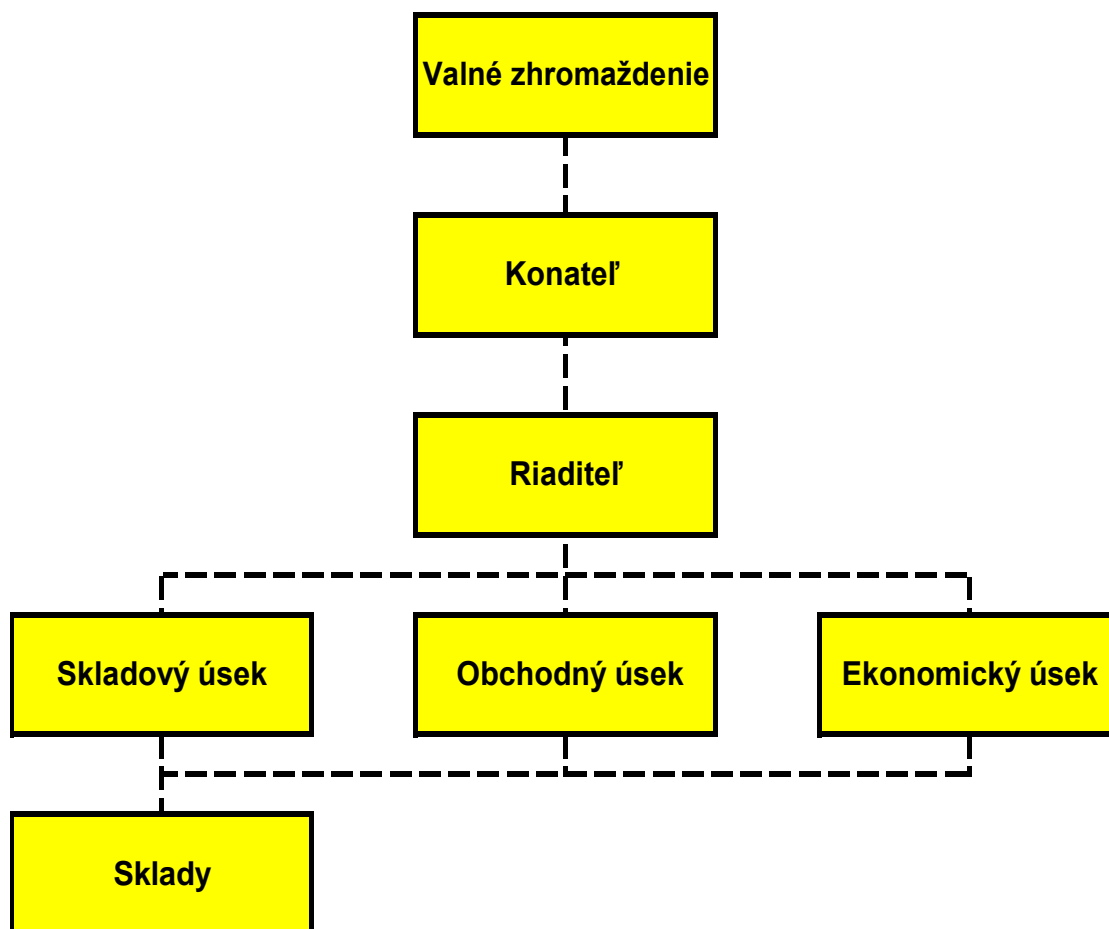 Valné zhromaždenie
Konateľ
Riaditeľ
Skladový úsek
Obchodný úsek
Ekonomický úsek
Sklady